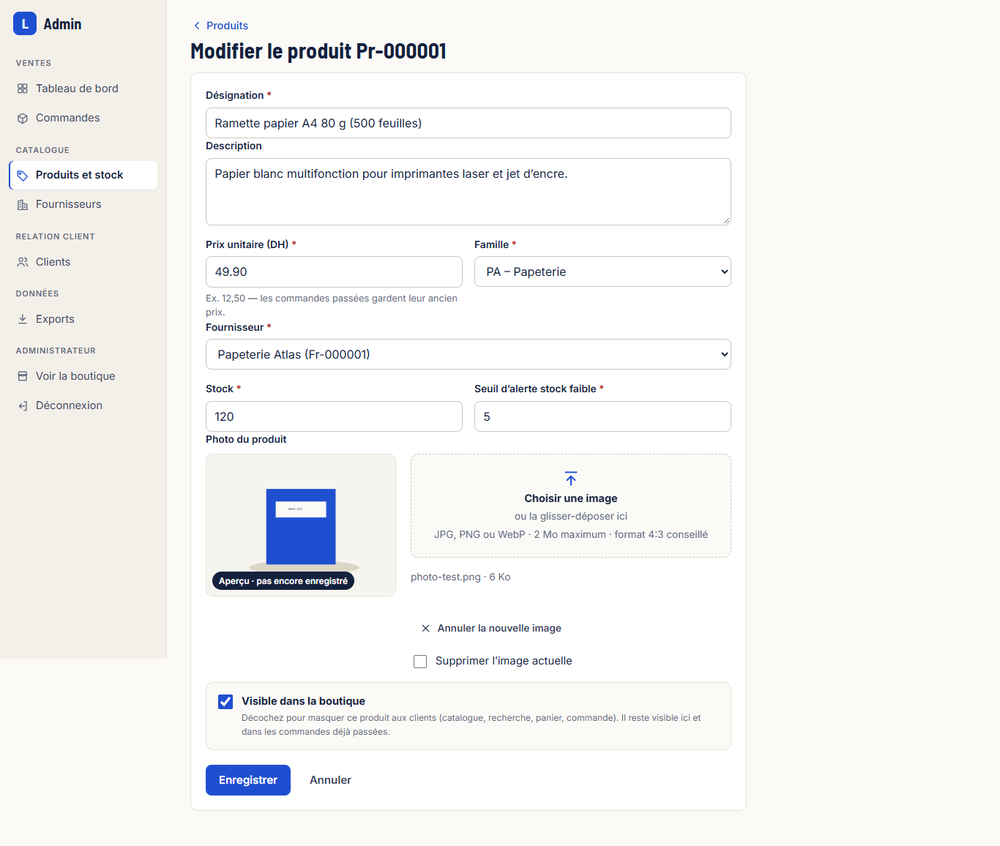 L Admin
VENTES
Tableau de bord
Commandes
CATALOGUE
Produits et stock
Fournisseurs
RELATION CLIENT
Clients
DONNÉES
Exports
ADMINISTRATEUR
Voir la boutique
Déconnexion
Produits
Modifier le produit Pr-000001
Désignation *
Ramette papier A4 80 g (500 feuilles)
Description
Papier blanc multifonction pour imprimantes laser et jet d’encre.
Prix unitaire (DH) *
49.90
Ex. 12,50 — les commandes passées gardent leur ancien
prix.
Famille *
PA – Papeterie
Fournisseur *
Papeterie Atlas (Fr-000001)
Stock *
120
Seuil d’alerte stock faible *
5
Photo du produit
Aperçu · pas encore enregistré
Choisir une image
ou la glisser-déposer ici
JPG, PNG ou WebP · 2 Mo maximum · format 4:3 conseillé
photo-test.png · 6 Ko
Annuler la nouvelle image
Supprimer l’image actuelle
Visible dans la boutique
Décochez pour masquer ce produit aux clients (catalogue, recherche, panier, commande). Il reste visible ici et
dans les commandes déjà passées.
Enregistrer
Annuler